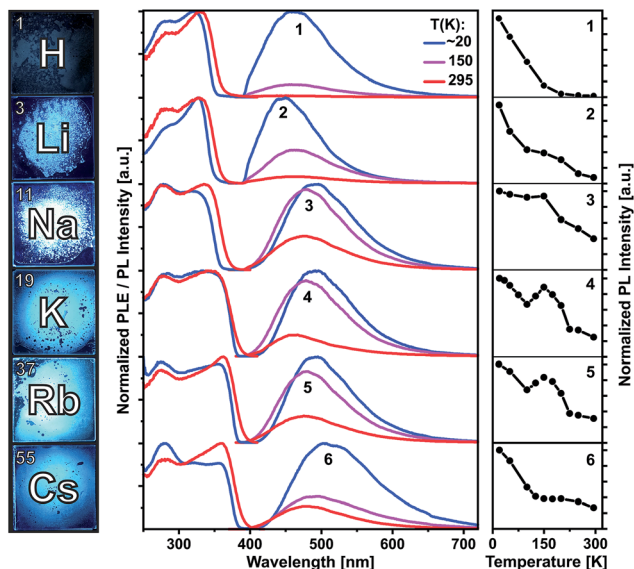 1
H
3
Li
11
Na
19
K
37
Rb
55
Cs
Normalized PLE / PL Intensity [a.u.]
T(K):
~20
150
295
1
2
3
4
5
6
300 400 500 600 700
Wavelength [nm]
1
2
3
4
5
6
0 75 150 225 300
Temperature [K]
Normalized PL Intensity [a.u.]